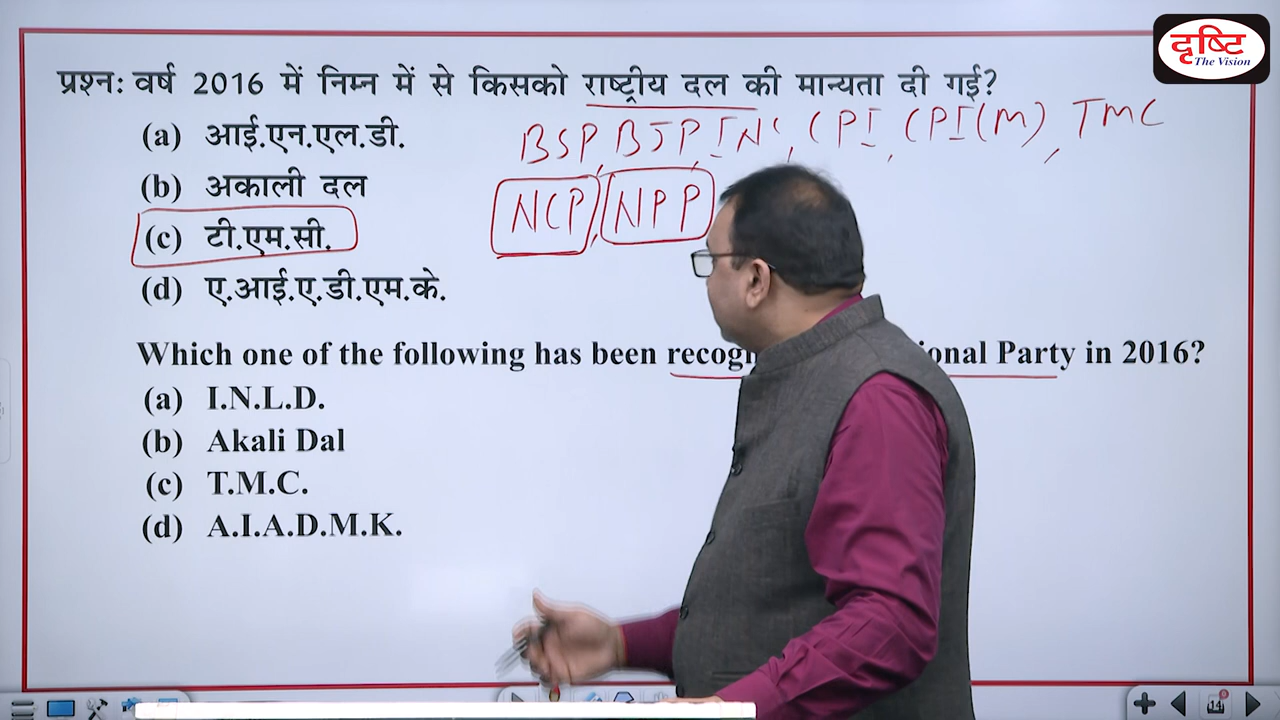 दृष्टि
The Vision
प्रश्न: वर्ष 2016 में निम्न में से किसको राष्ट्रीय दल की मान्यता दी गई?
(a) आई.एन.एल.डी.
BSP, BJP, INC, CPI, CPI(M), TMC
(b) अकाली दल
NCP, NPP
(c) टी.एम.सी.
(d) ए.आई.ए.डी.एम.के.
Which one of the following has been recogn ional Party in 2016?
(a) I.N.L.D.
(b) Akali Dal
(c) T.M.C.
(d) A.I.A.D.M.K.
14